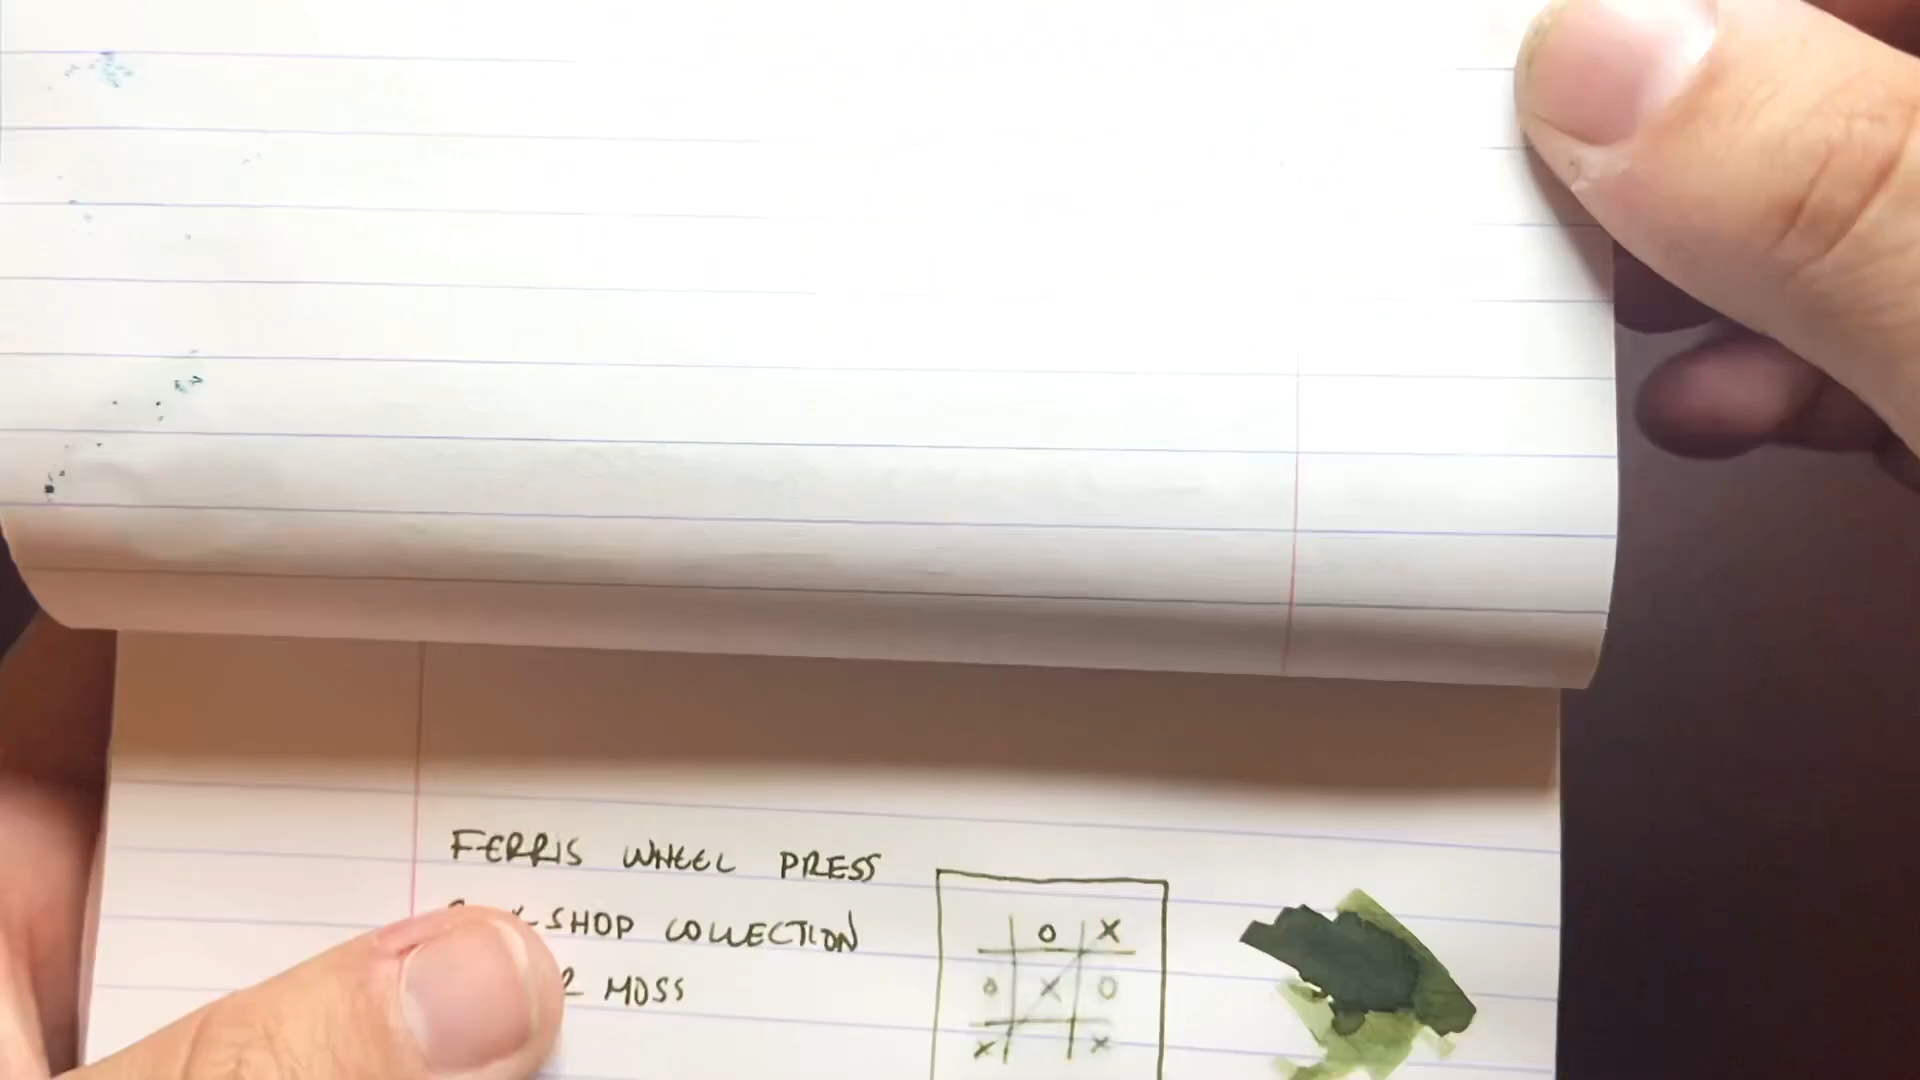 FERRIS WHEEL PRESS
SHOP COLLECTION
MOSS
O X
O X O
X X